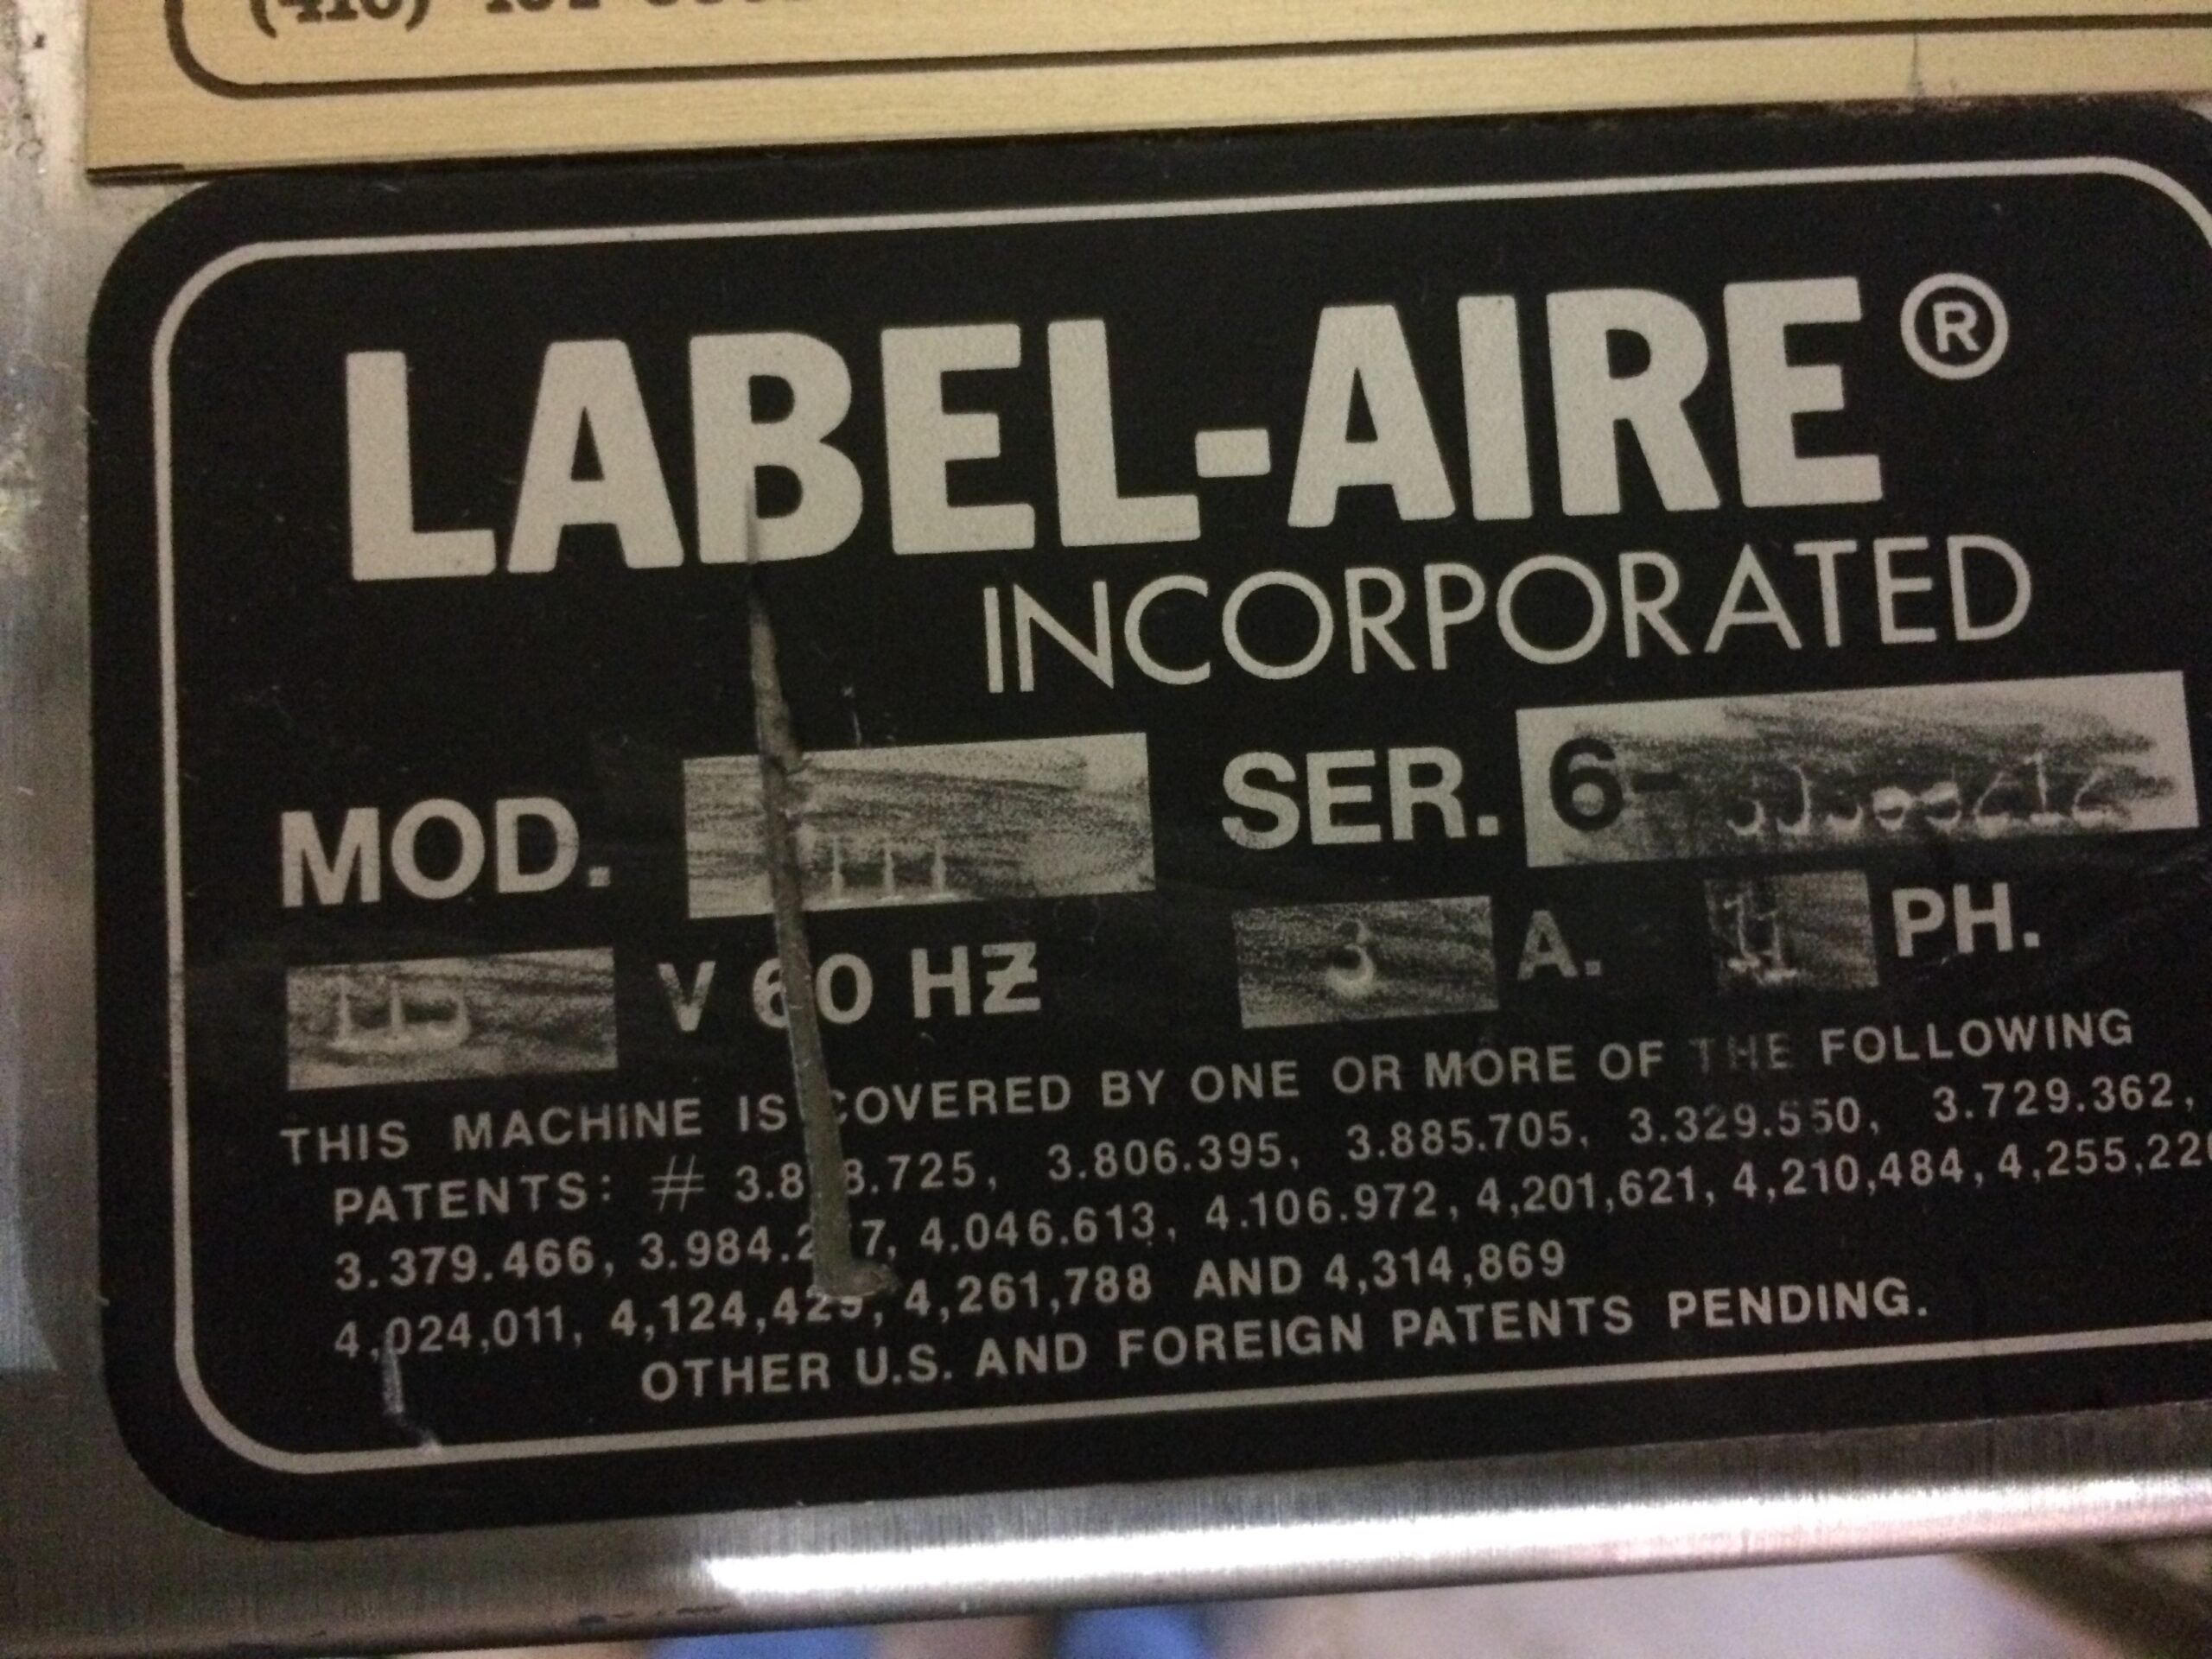 LABEL-AIRE®
INCORPORATED
MOD. SER. 6
115 V 60 HZ 3 A. PH.
THIS MACHINE IS COVERED BY ONE OR MORE OF THE FOLLOWING
PATENTS: # 3.806.395, 3.885.705, 3.329.550, 3.729.362,
3.379.466, 4.046.613, 4.106.972, 4,201,621, 4,210,484,
4,024,011, 4,261,788 AND 4,314,869
OTHER U.S. AND FOREIGN PATENTS PENDING.